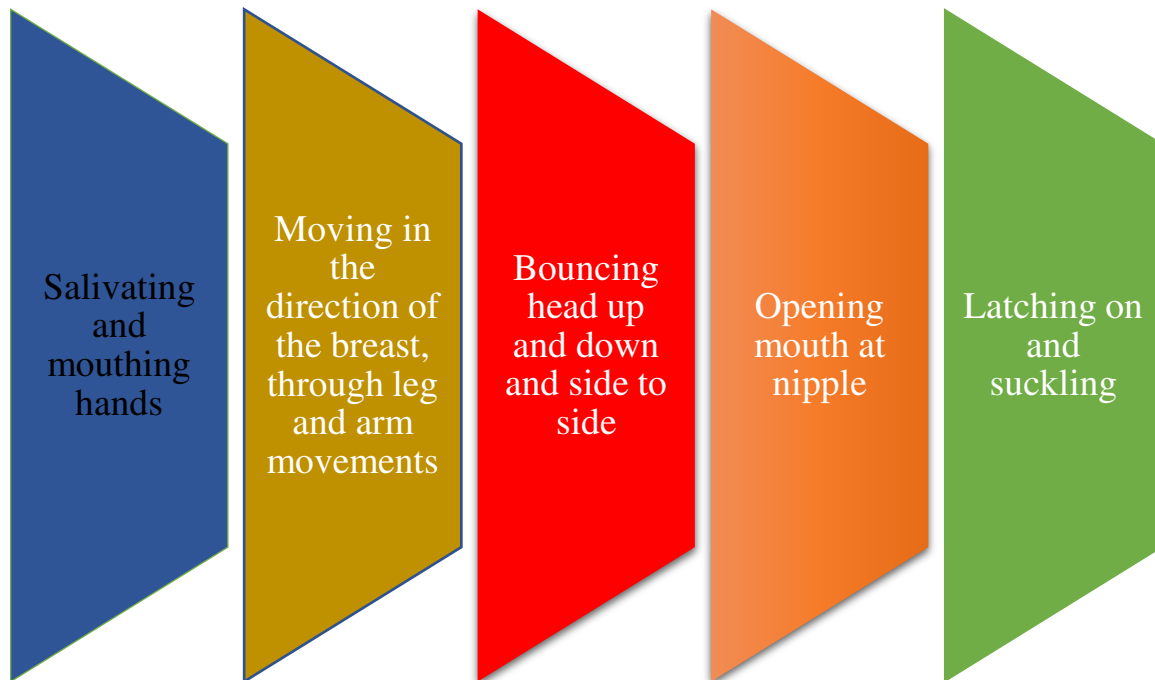 Salivating
and
mouthing
hands
Moving in
the
direction of
the breast,
through leg
and arm
movements
Bouncing
head up
and down
and side to
side
Opening
mouth at
nipple
Latching on
and
suckling